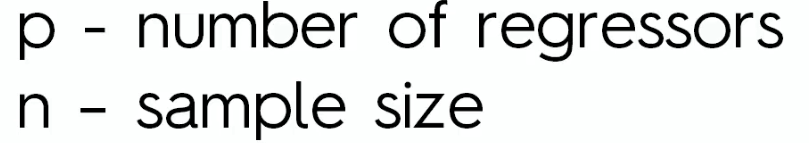 p - number of regressors
n - sample size